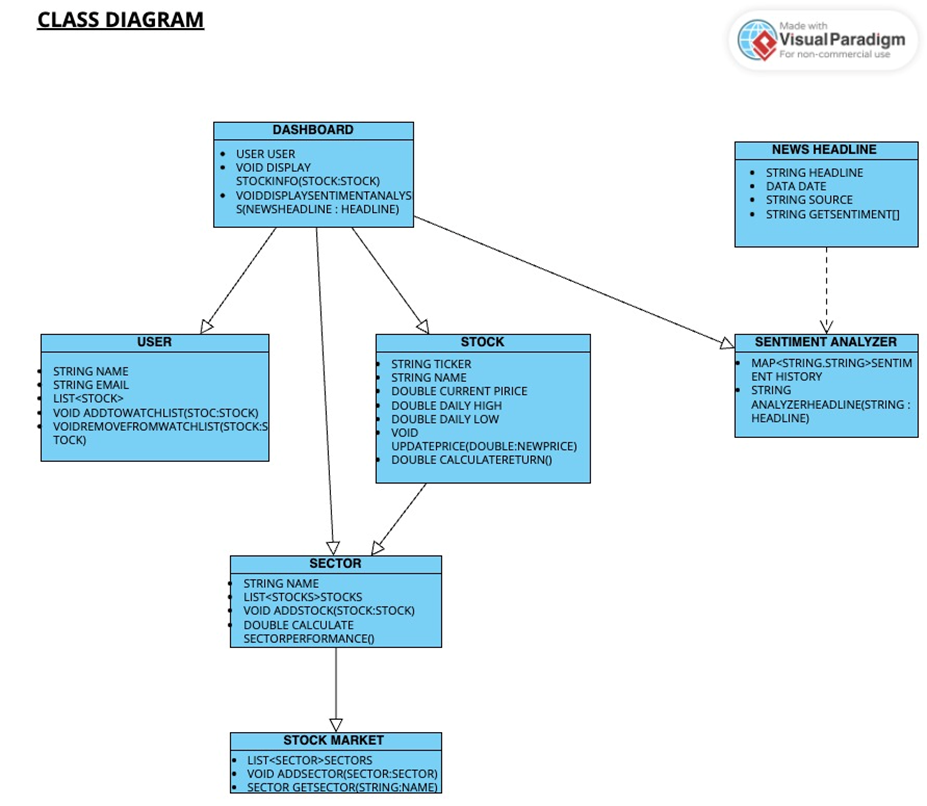 CLASS DIAGRAM
Made with
VisualParadigm
For non-commercial use
DASHBOARD
USER USER
VOID DISPLAY
STOCKINFO(STOCK:STOCK)
VOIDDISPLAYSENTIMENTANALYSI
S(NEWSHEADLINE : HEADLINE)
NEWS HEADLINE
STRING HEADLINE
DATA DATE
STRING SOURCE
STRING GETSENTIMENT[]
USER
STRING NAME
STRING EMAIL
LIST<STOCK>
VOID ADDTOWATCHLIST(STOC:STOCK)
VOIDREMOVEFROMWATCHLIST(STOCK:S
TOCK)
STOCK
STRING TICKER
STRING NAME
DOUBLE CURRENT PIRICE
DOUBLE DAILY HIGH
DOUBLE DAILY LOW
VOID
UPDATEPRICE(DOUBLE:NEWPRICE)
DOUBLE CALCULATERETURN()
SENTIMENT ANALYZER
MAP<STRING.STRING>SENTIM
ENT HISTORY
STRING
ANALYZERHEADLINE(STRING :
HEADLINE)
SECTOR
STRING NAME
LIST<STOCKS>STOCKS
VOID ADDSTOCK(STOCK:STOCK)
DOUBLE CALCULATE
SECTORPERFORMANCE()
STOCK MARKET
LIST<SECTOR>SECTORS
VOID ADDSECTOR(SECTOR:SECTOR)
SECTOR GETSECTOR(STRING:NAME)